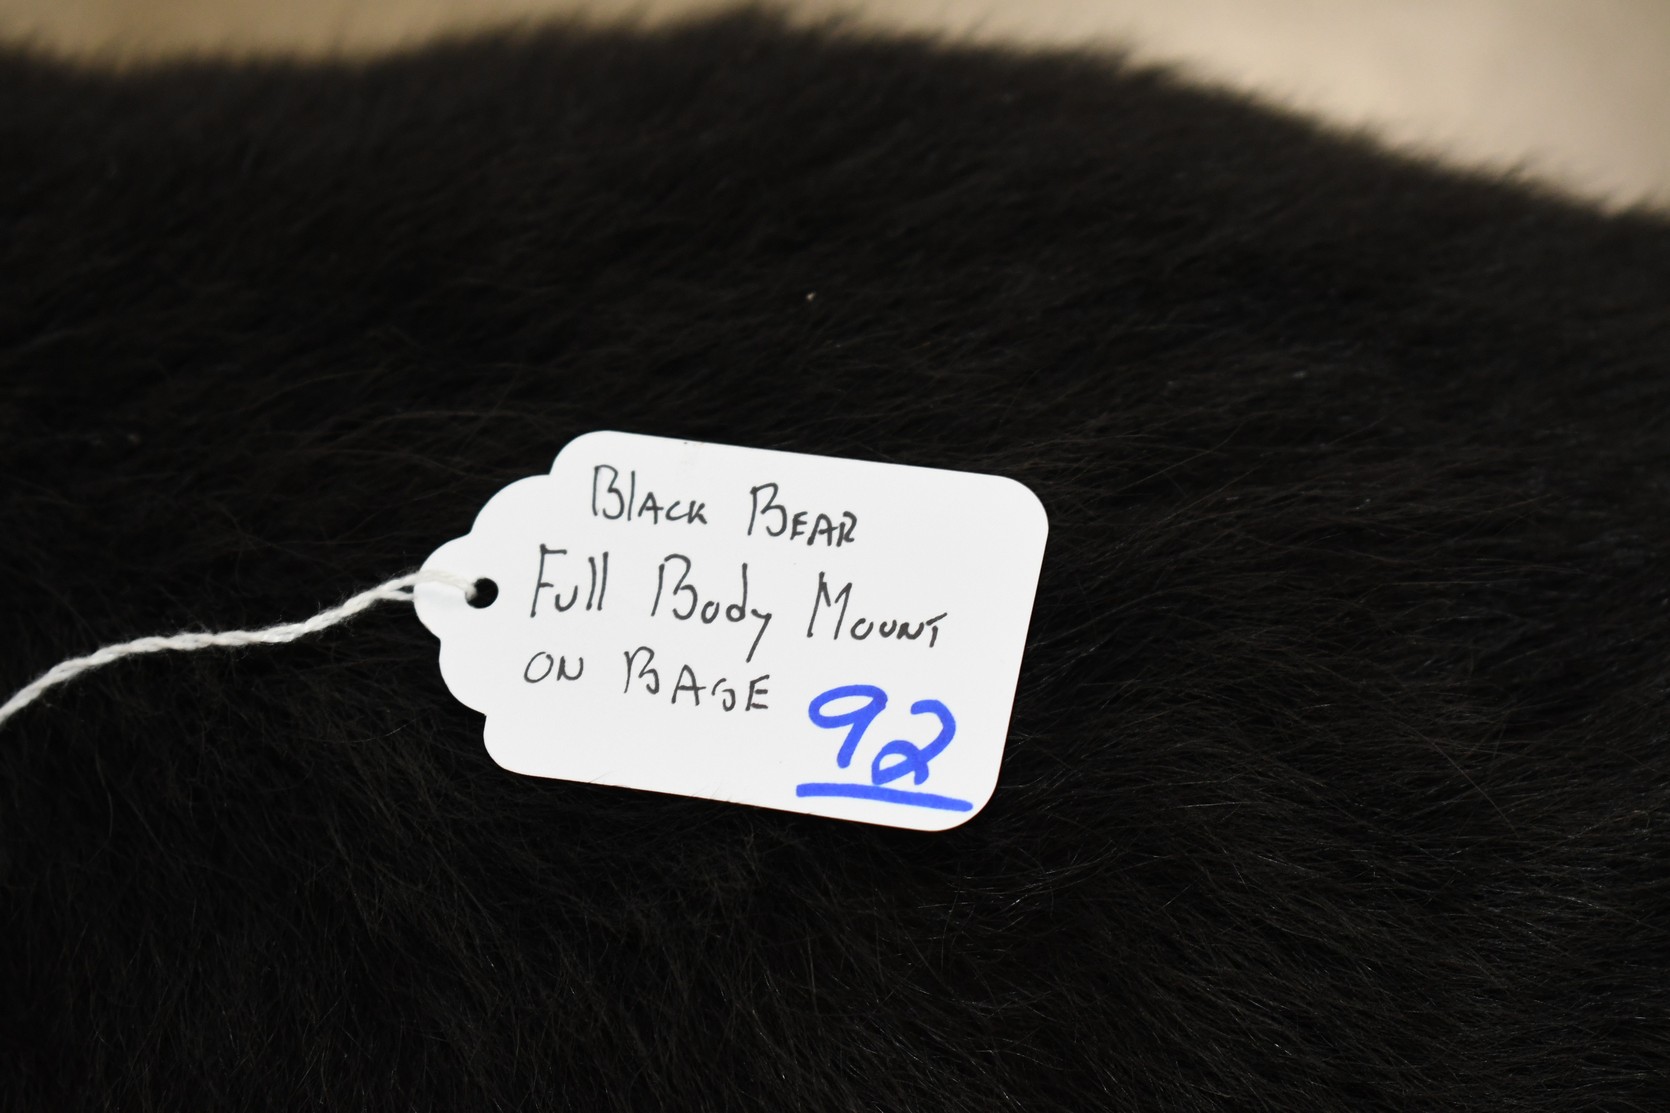 Black Bear
Full Body Mount
on Base
92